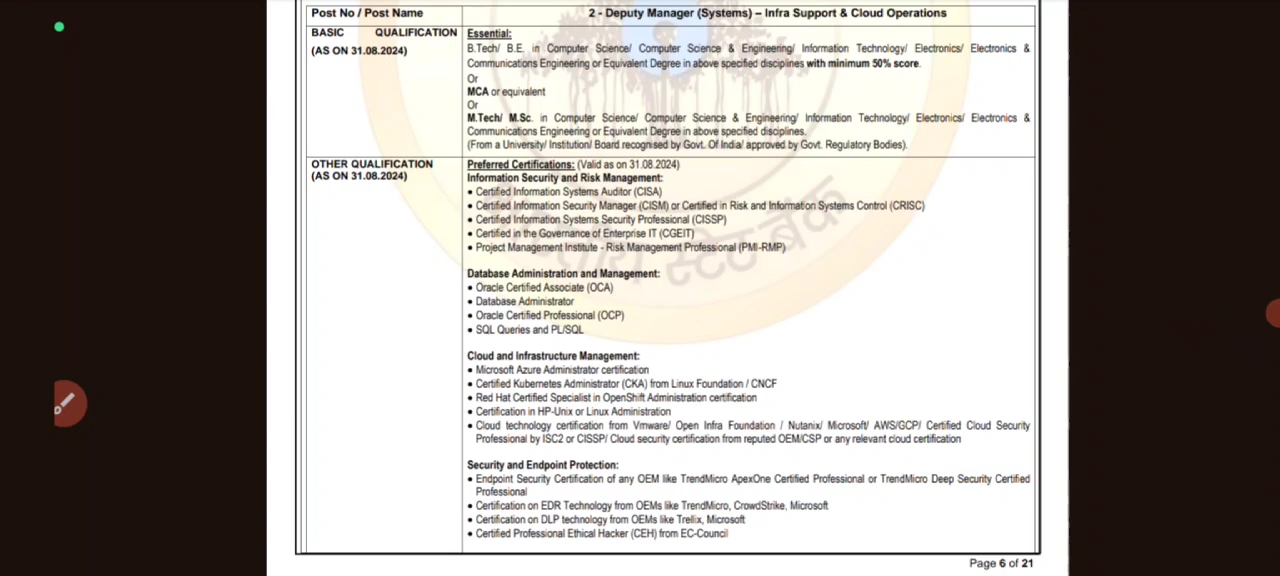 Post No / Post Name 2 - Deputy Manager (Systems) – Infra Support & Cloud Operations
BASIC QUALIFICATION
(AS ON 31.08.2024)
Essential:
B.Tech/ B.E. in Computer Science/ Computer Science & Engineering/ Information Technology/ Electronics/ Electronics &
Communications Engineering or Equivalent Degree in above specified disciplines with minimum 50% score.
Or
MCA or equivalent
Or
M.Tech/ M.Sc. in Computer Science/ Computer Science & Engineering/ Information Technology/ Electronics/ Electronics &
Communications Engineering or Equivalent Degree in above specified disciplines.
(From a University/ Institution/ Board recognised by Govt. Of India/ approved by Govt. Regulatory Bodies).
OTHER QUALIFICATION
(AS ON 31.08.2024)
Preferred Certifications: (Valid as on 31.08.2024)
Information Security and Risk Management:
• Certified Information Systems Auditor (CISA)
• Certified Information Security Manager (CISM) or Certified in Risk and Information Systems Control (CRISC)
• Certified Information Systems Security Professional (CISSP)
• Certified in the Governance of Enterprise IT (CGEIT)
• Project Management Institute - Risk Management Professional (PMI-RMP)
Database Administration and Management:
• Oracle Certified Associate (OCA)
• Database Administrator
• Oracle Certified Professional (OCP)
• SQL Queries and PL/SQL
Cloud and Infrastructure Management:
• Microsoft Azure Administrator certification
• Certified Kubernetes Administrator (CKA) from Linux Foundation / CNCF
• Red Hat Certified Specialist in OpenShift Administration certification
• Certification in HP-Unix or Linux Administration
• Cloud technology certification from Vmware/ Open Infra Foundation / Nutanix/ Microsoft/ AWS/GCP/ Certified Cloud Security
Professional by ISC2 or CISSP/ Cloud security certification from reputed OEM/CSP or any relevant cloud certification
Security and Endpoint Protection:
• Endpoint Security Certification of any OEM like TrendMicro ApexOne Certified Professional or TrendMicro Deep Security Certified
Professional
• Certification on EDR Technology from OEMs like TrendMicro, CrowdStrike, Microsoft
• Certification on DLP technology from OEMs like Trellix, Microsoft
• Certified Professional Ethical Hacker (CEH) from EC-Council
Page 6 of 21
स्टेट बैंक